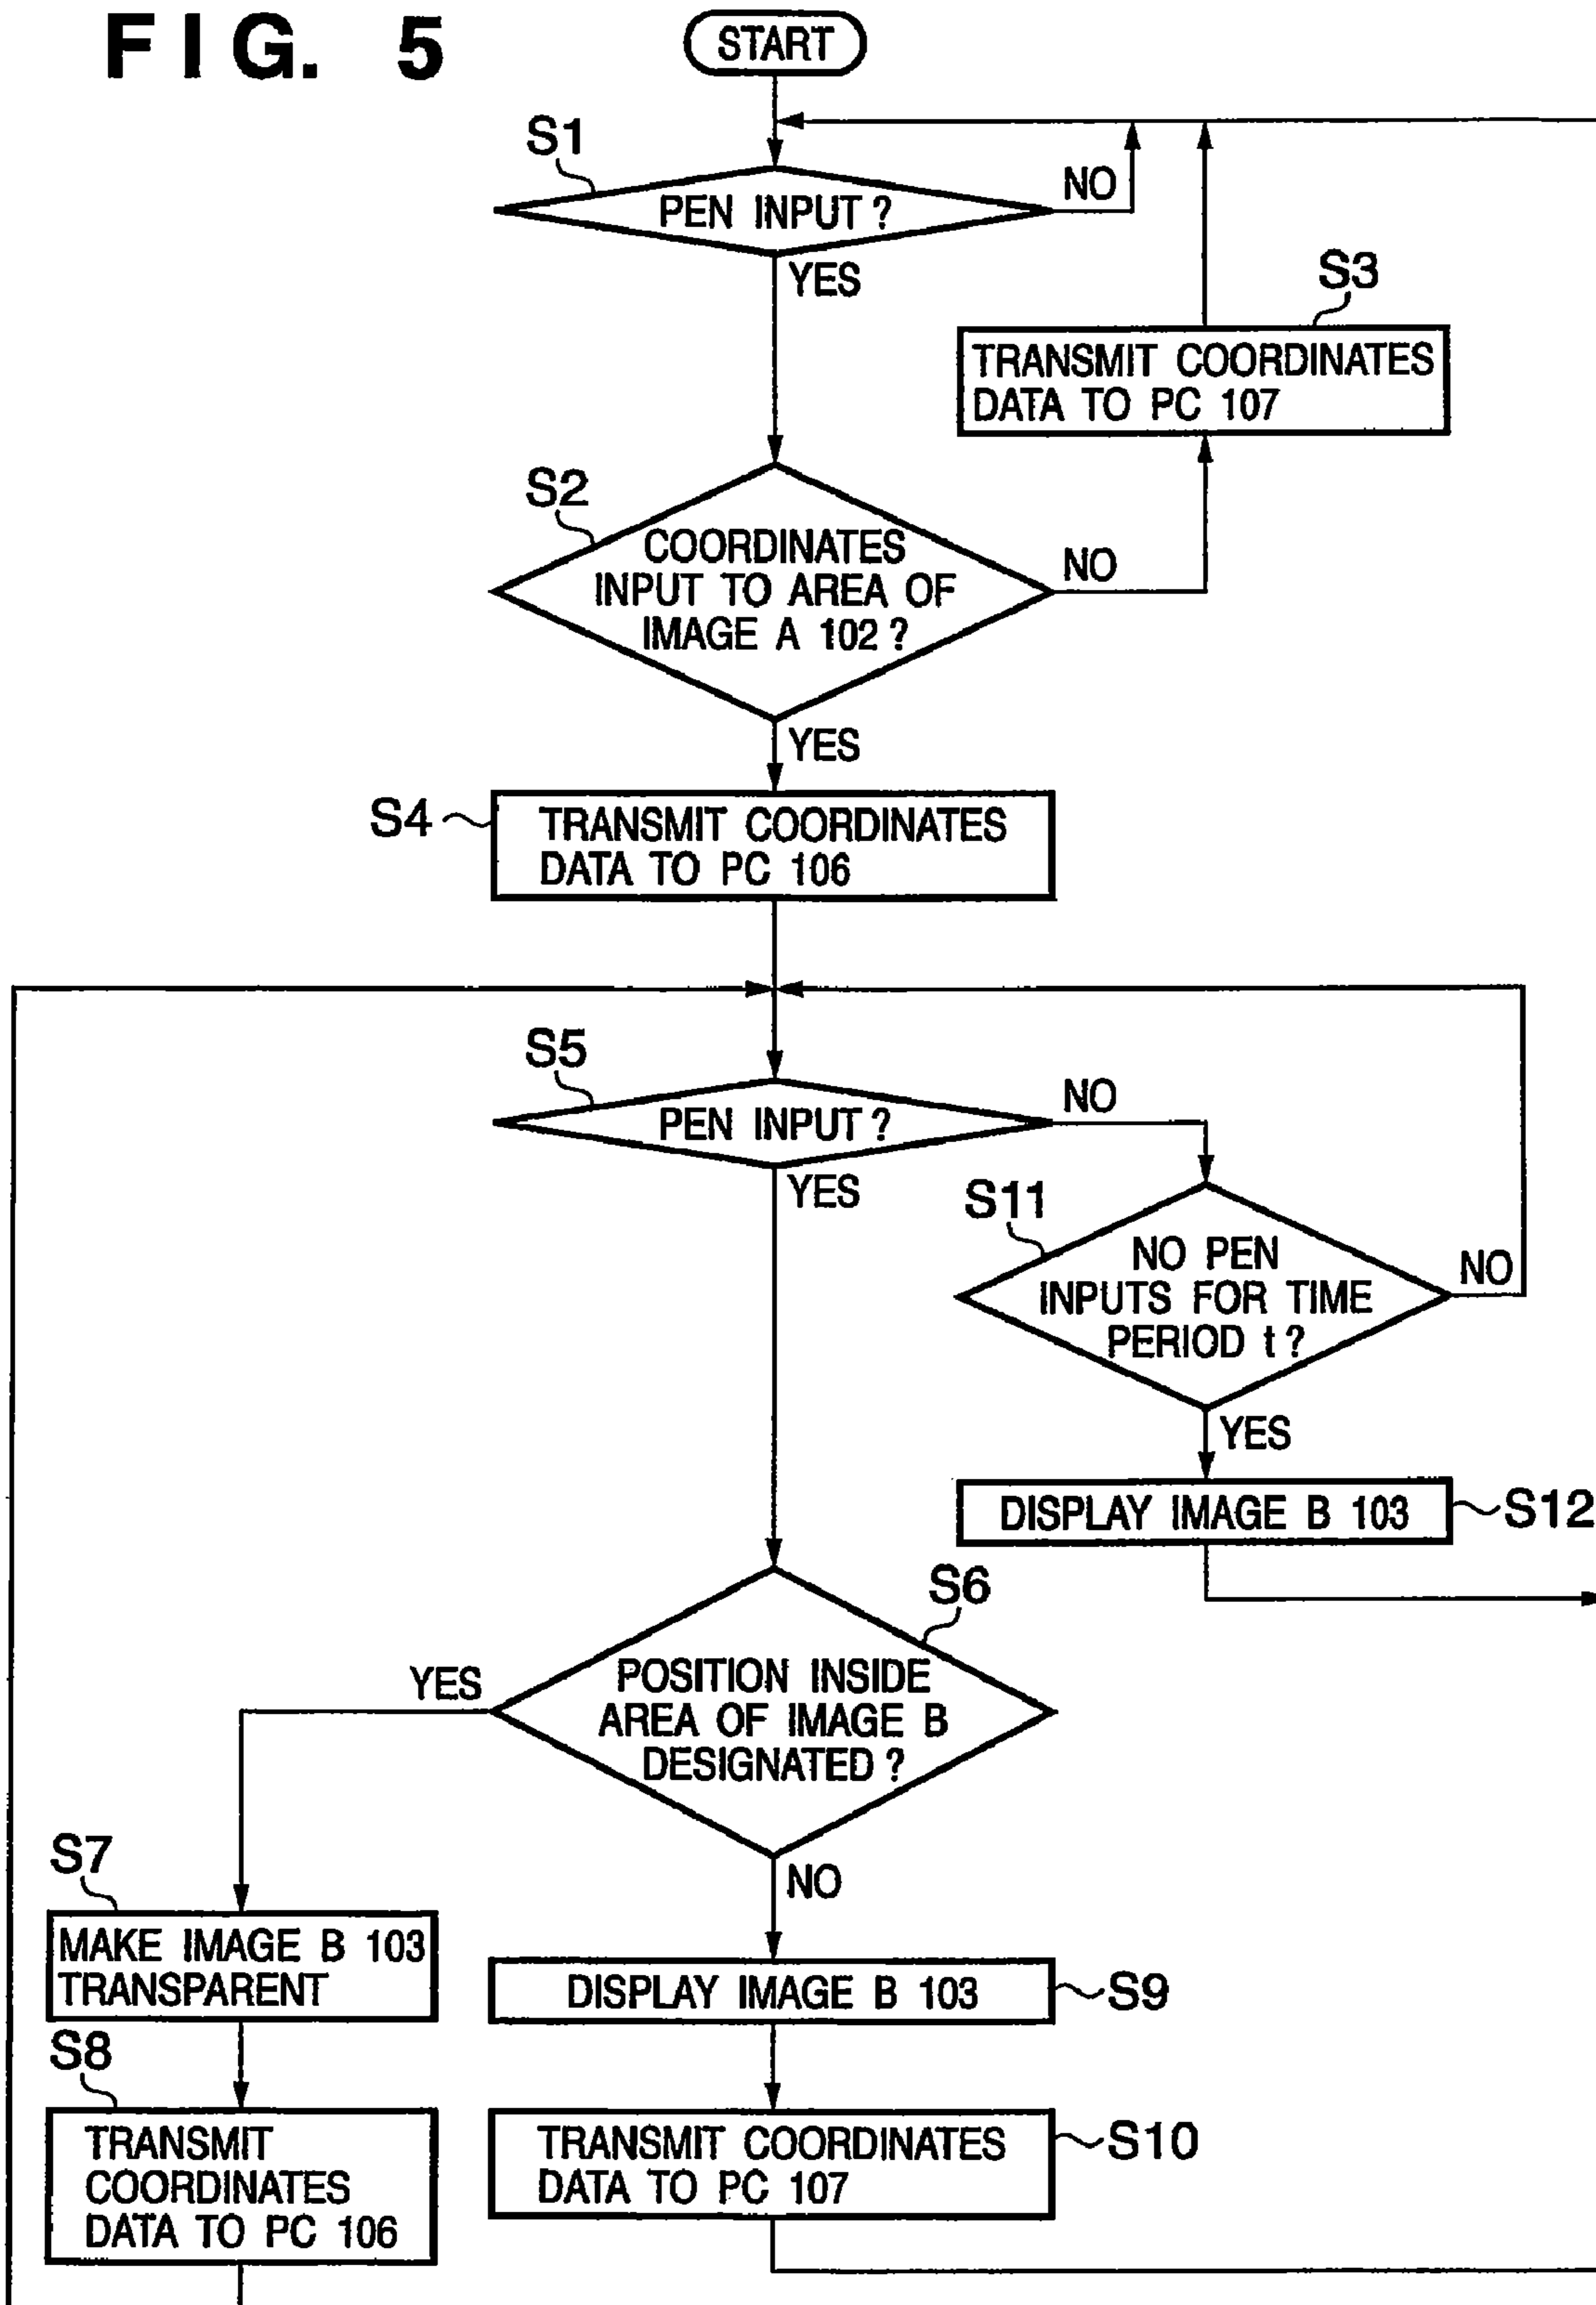 FIG. 5
START
S1
PEN INPUT?
NO
YES
S3
TRANSMIT COORDINATES
DATA TO PC 107
S2
COORDINATES
INPUT TO AREA OF
IMAGE A 102?
NO
YES
S4
TRANSMIT COORDINATES
DATA TO PC 106
S5
PEN INPUT?
NO
YES
S11
NO PEN
INPUTS FOR TIME
PERIOD t?
NO
YES
DISPLAY IMAGE B 103
S12
S6
POSITION INSIDE
AREA OF IMAGE B
DESIGNATED?
YES
NO
S7
MAKE IMAGE B 103
TRANSPARENT
DISPLAY IMAGE B 103
S9
S8
TRANSMIT
COORDINATES
DATA TO PC 106
TRANSMIT COORDINATES
DATA TO PC 107
S10